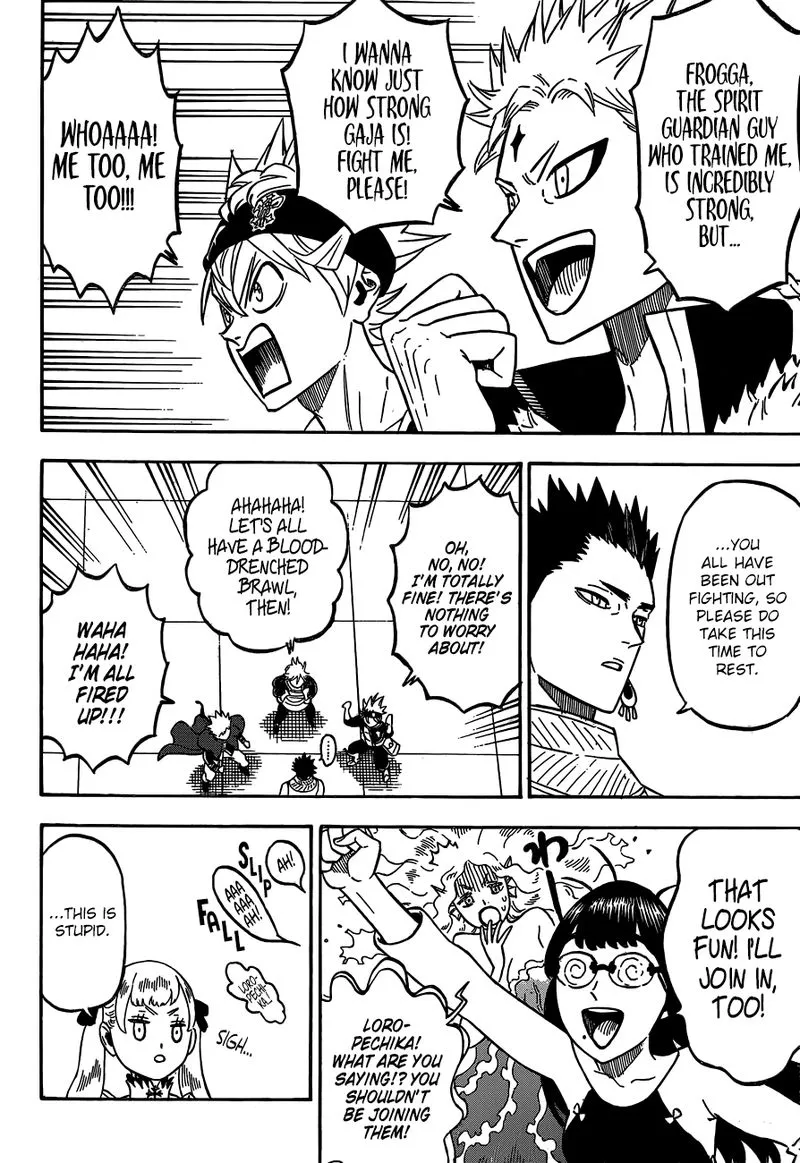 FROGGA,
THE SPIRIT
GUARDIAN GUY
WHO TRAINED ME,
IS INCREDIBLY
STRONG,
BUT...
I WANNA
KNOW JUST
HOW STRONG
GAJA IS!
FIGHT ME,
PLEASE!
WHOAAAA!
ME TOO, ME
TOO!!!
...YOU
ALL HAVE
BEEN OUT
FIGHTING, SO
PLEASE DO
TAKE THIS
TIME TO
REST.
OH,
NO, NO!
I'M TOTALLY
FINE! THERE'S
NOTHING
TO WORRY
ABOUT!
AHAHAHA!
LET'S ALL
HAVE A BLOOD-
DRENCHED
BRAWL,
THEN!
WAHA
HAHA!
I'M ALL
FIRED
UP!!!
......
THAT
LOOKS
FUN! I'LL
JOIN IN,
TOO!
わ
LORO-
PECHIKA!
WHAT ARE YOU
SAYING!? YOU
SHOULDN'T
BE JOINING
THEM!
AH!
SLIP
AAA
AAA
AH!
FALL
LORO-
PECHI-
KA!
SIGH...
...THIS IS
STUPID.